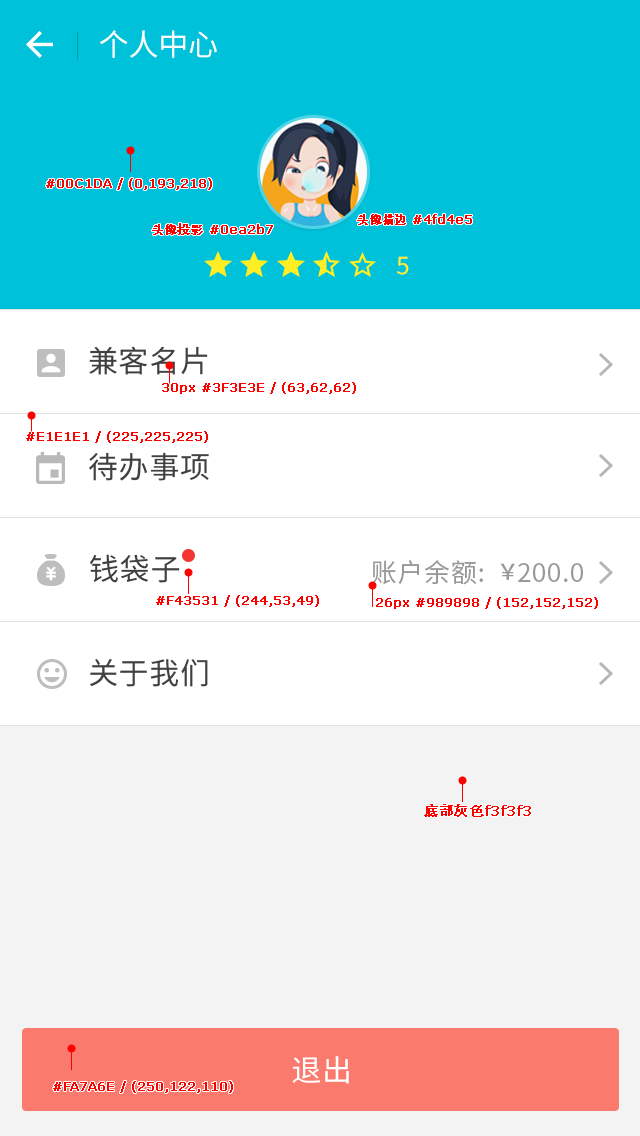 个人中心
#00C1DA / (0,193,218)
头像投影 #0ea2b7
头像描边 #4fd4e5
5
兼客名片
30px #3F3E3E / (63,62,62)
#E1E1E1 / (225,225,225)
待办事项
钱袋子
账户余额: ¥200.0
#F43531 / (244,53,49)
26px #989898 / (152,152,152)
关于我们
底部灰色f3f3f3
退出
#FA7A6E / (250,122,110)